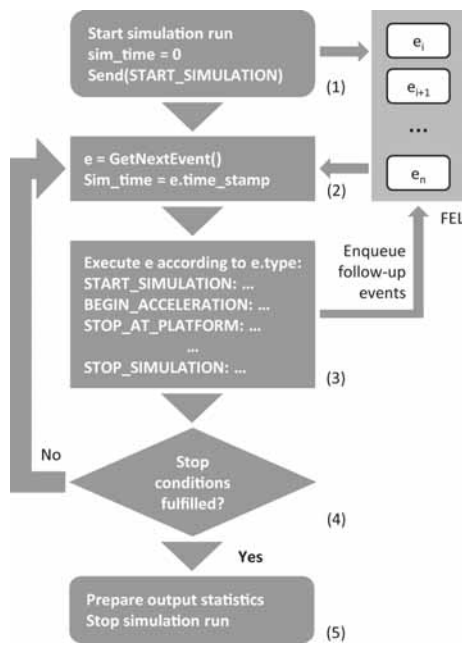 Start simulation run
sim_time = 0
Send(START_SIMULATION)
(1)
ei
ei+1
...
en
FEL
e = GetNextEvent()
Sim_time = e.time_stamp
(2)
Enqueue
follow-up
events
Execute e according to e.type:
START_SIMULATION: ...
BEGIN_ACCELERATION: ...
STOP_AT_PLATFORM: ...
...
STOP_SIMULATION: ...
(3)
No
Stop
conditions
fulfilled?
(4)
Yes
Prepare output statistics
Stop simulation run
(5)